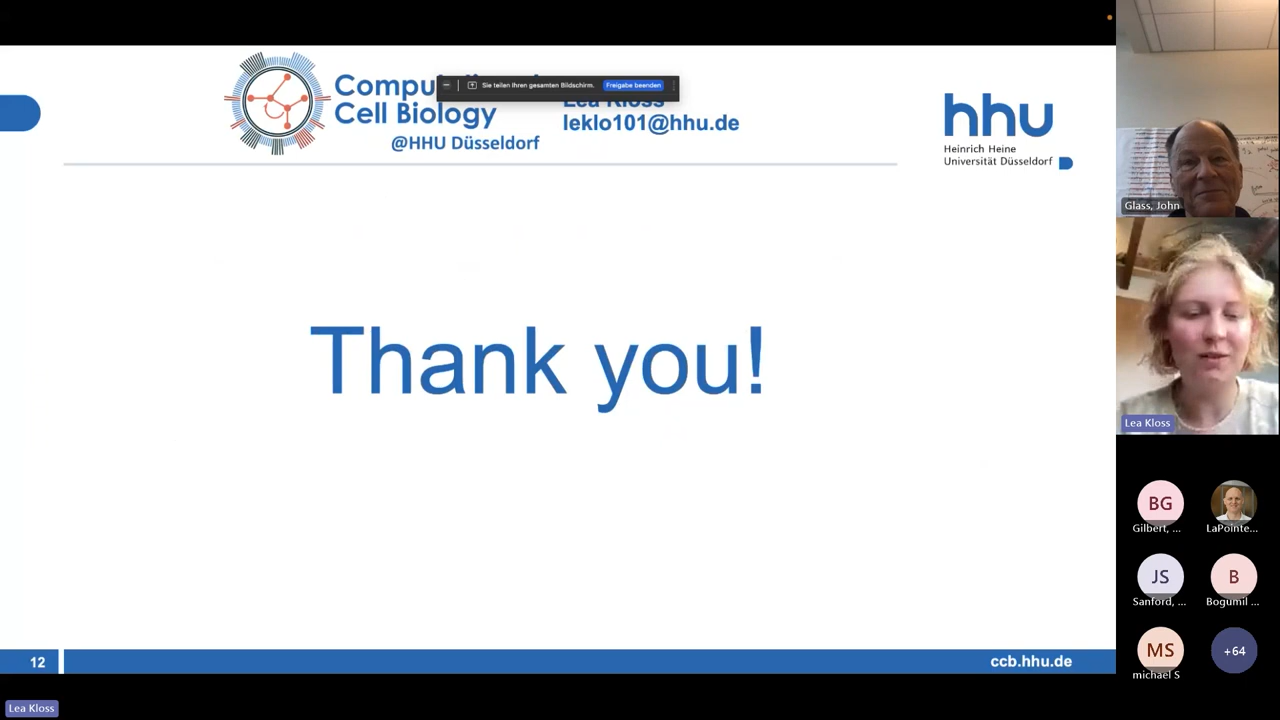 Cell Biology
@HHU Düsseldorf
Sie teilen Ihren gesamten Bildschirm.
Freigabe beenden
Lea Kloss
leklo101@hhu.de
hhu
Heinrich Heine
Universität Düsseldorf
Thank you!
12
ccb.hhu.de
Glass, John
Lea Kloss
BG
Gilbert, ...
LaPointe...
JS
Sanford, ...
B
Bogumil ...
MS
michael S
+64
Lea Kloss